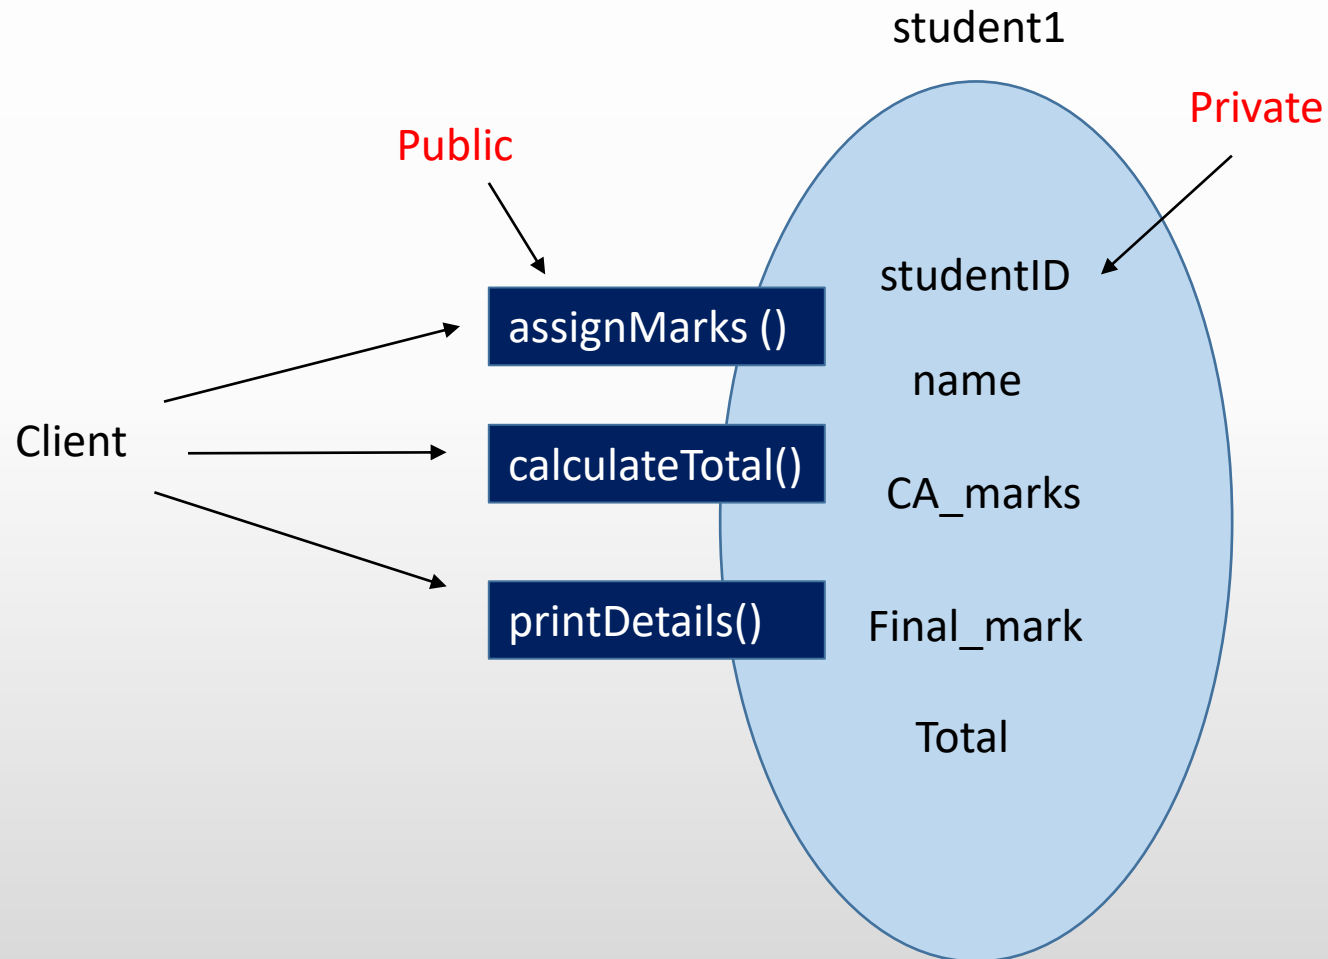 student1
Private
Public
studentID
assignMarks ()
name
Client
calculateTotal()
CA_marks
printDetails()
Final_mark
Total